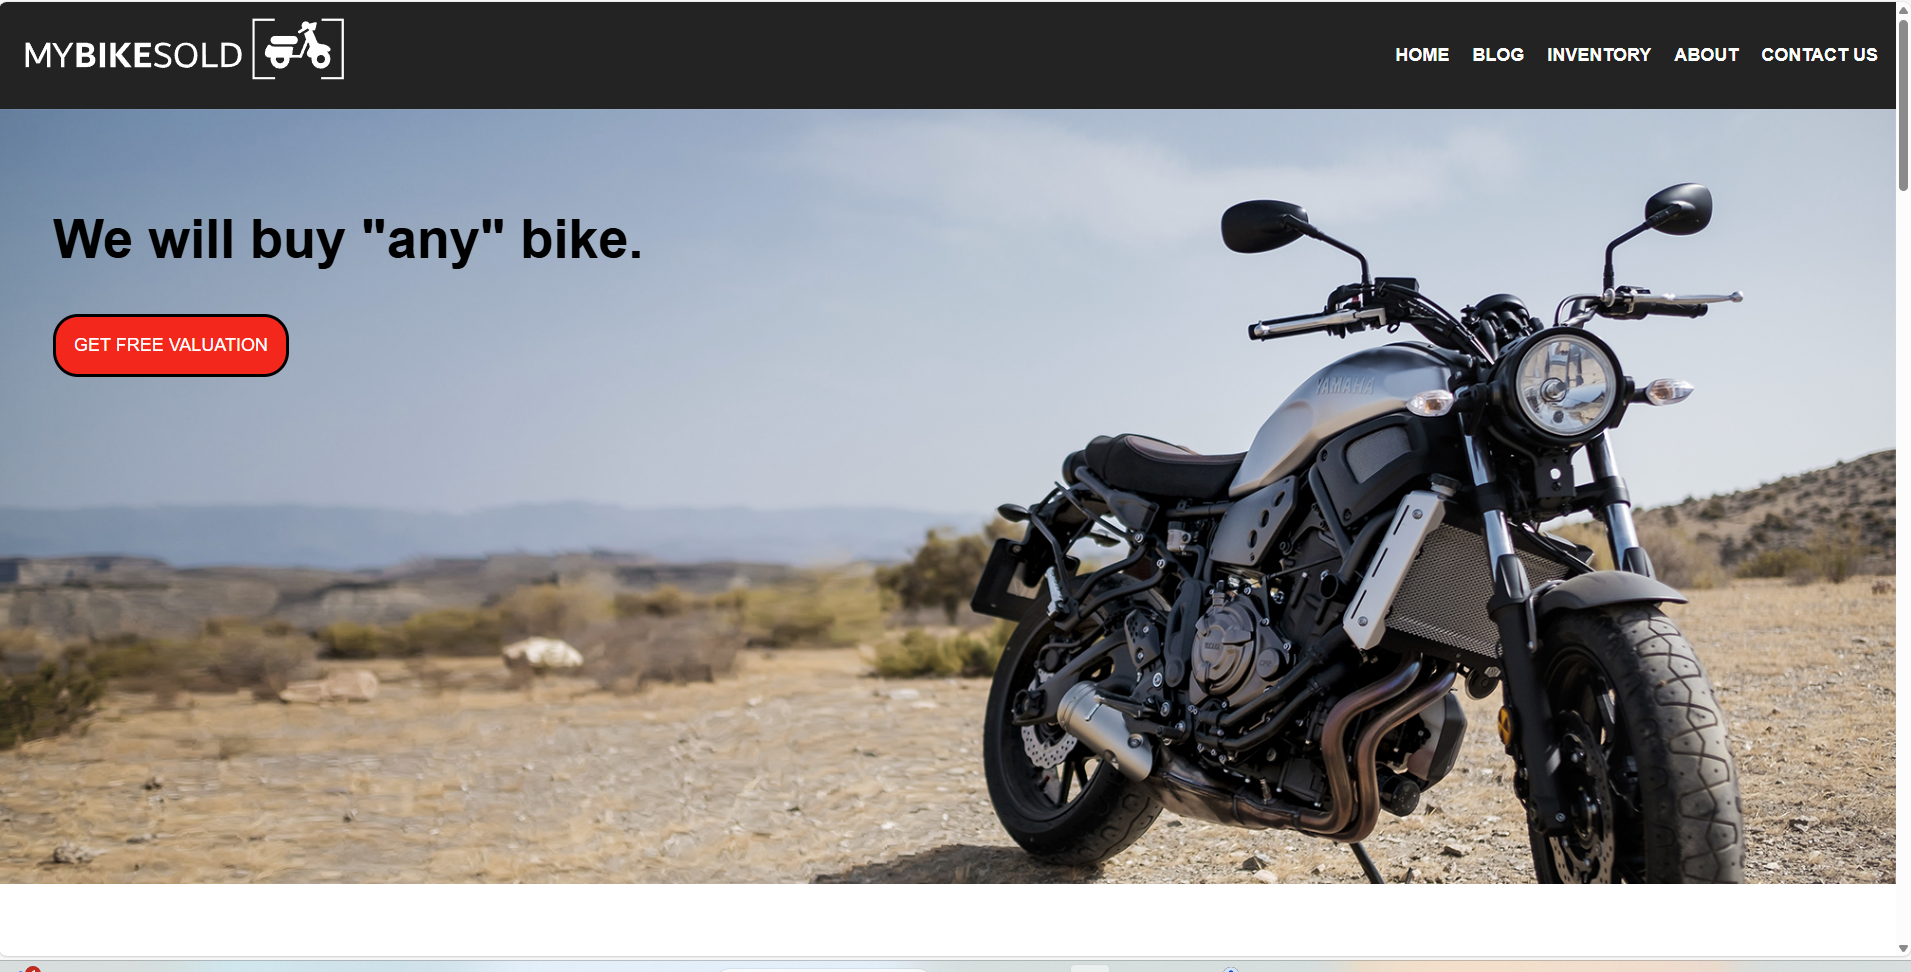 MYBIKESOLD
HOME BLOG INVENTORY ABOUT CONTACT US
We will buy "any" bike.
GET FREE VALUATION
YAMAHA